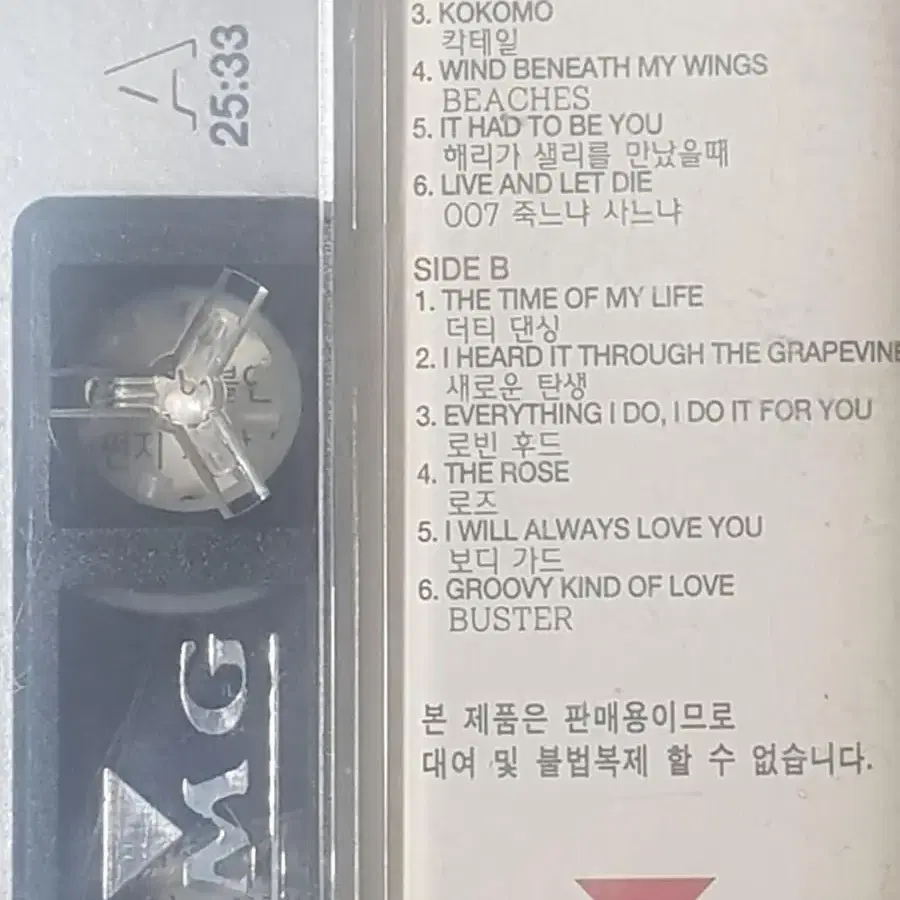 A
25:33
MG
3. KOKOMO
칵테일
4. WIND BENEATH MY WINGS
BEACHES
5. IT HAD TO BE YOU
해리가 샐리를 만났을때
6. LIVE AND LET DIE
007 죽느냐 사느냐
SIDE B
1. THE TIME OF MY LIFE
더티 댄싱
2. I HEARD IT THROUGH THE GRAPEVINE
새로운 탄생
3. EVERYTHING I DO, I DO IT FOR YOU
로빈 후드
4. THE ROSE
로즈
5. I WILL ALWAYS LOVE YOU
보디 가드
6. GROOVY KIND OF LOVE
BUSTER
본 제품은 판매용이므로
대여 및 불법복제 할 수 없습니다.